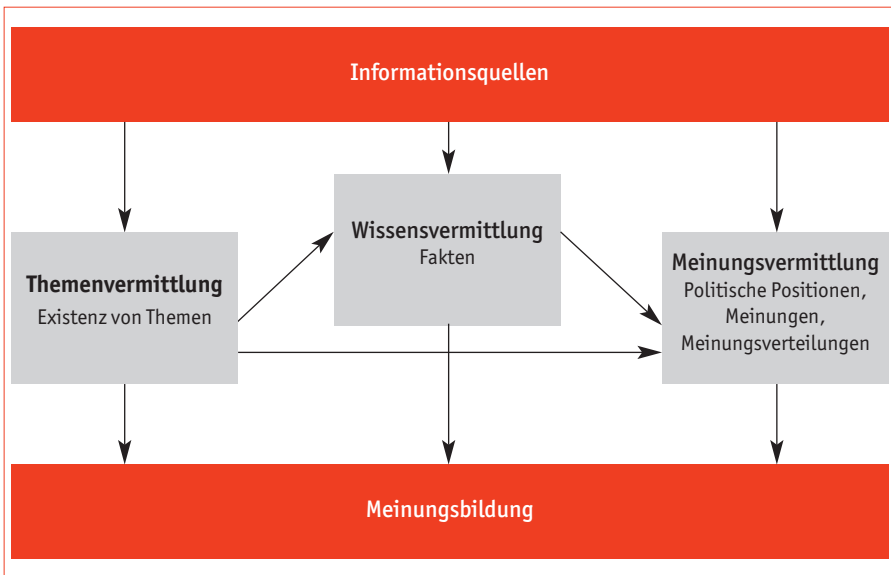 Informationsquellen
Themenvermittlung
Existenz von Themen
Wissensvermittlung
Fakten
Meinungsvermittlung
Politische Positionen,
Meinungen,
Meinungsverteilungen
Meinungsbildung